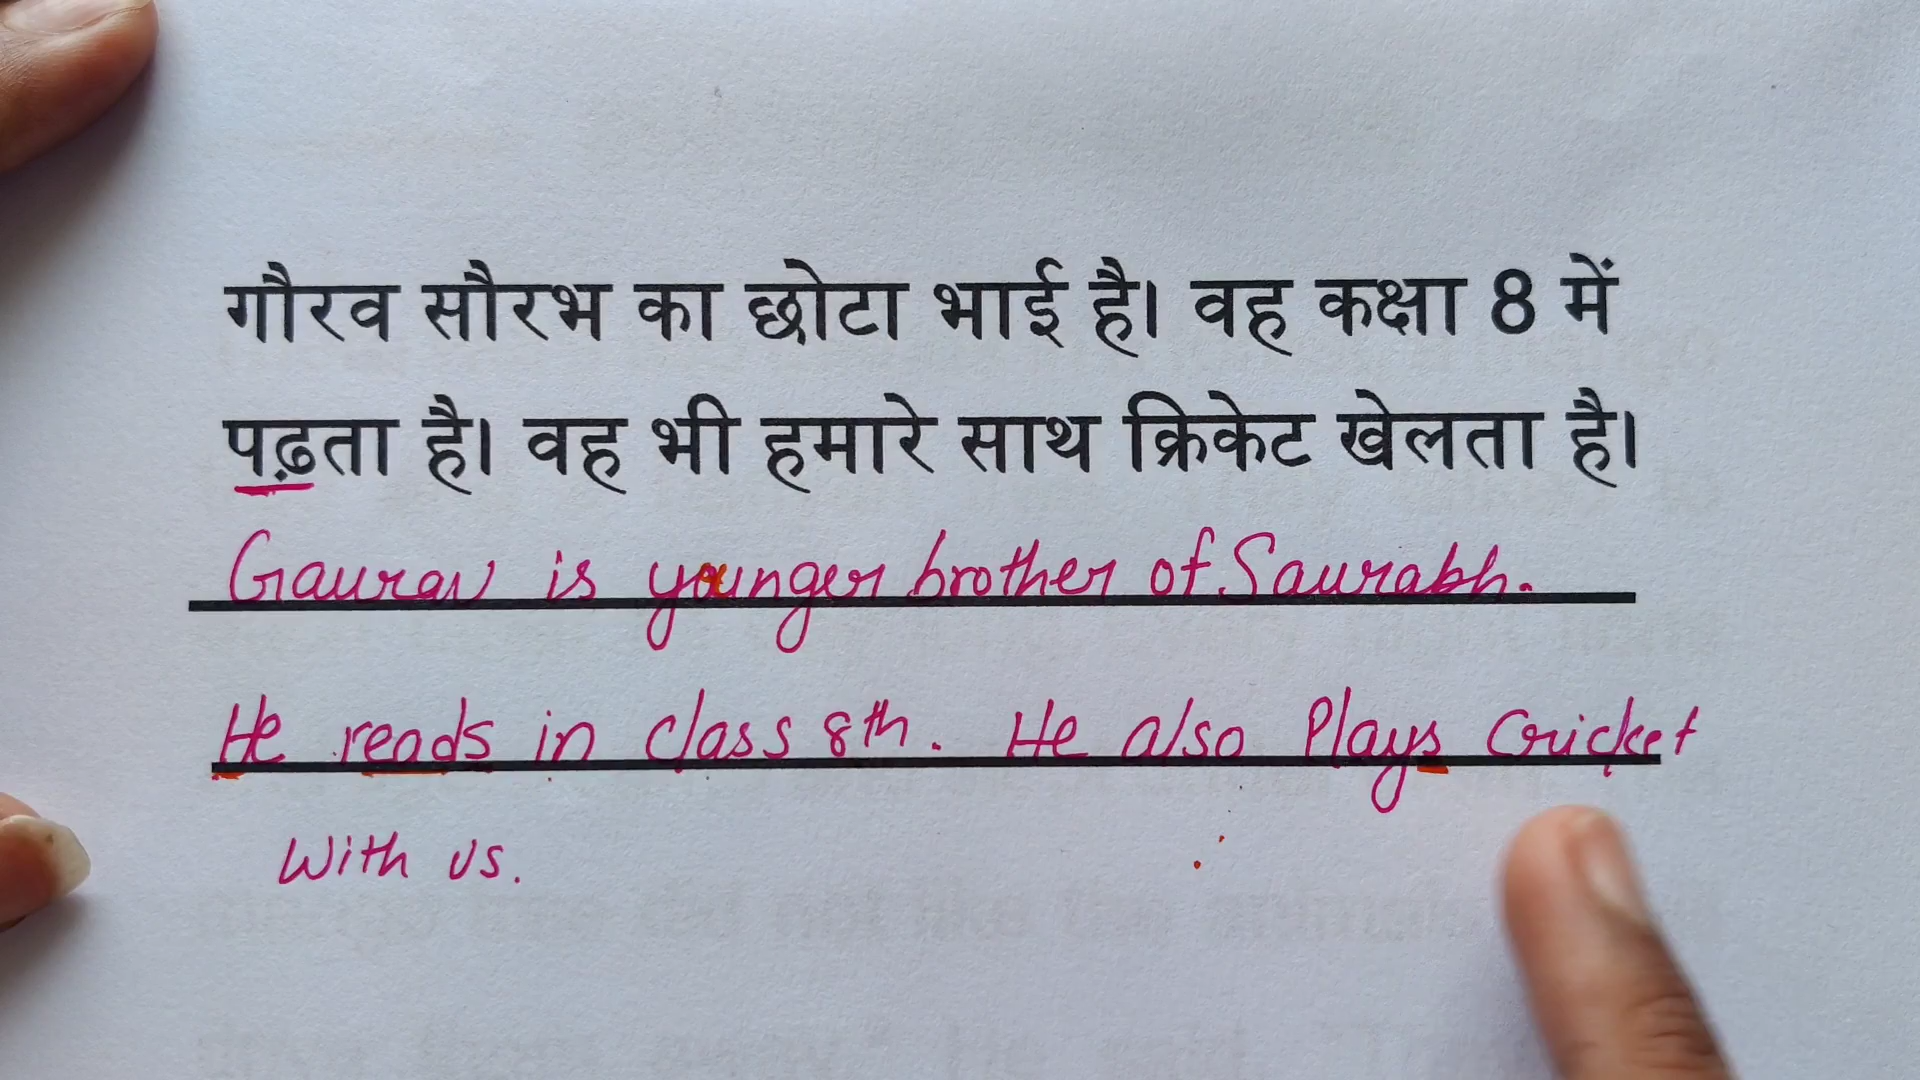 गौरव सौरभ का छोटा भाई है। वह कक्षा 8 में
पढ़ता है। वह भी हमारे साथ क्रिकेट खेलता है।
Gaurav is younger brother of Saurabh.
He reads in class 8th. He also Plays Cricket
With us.